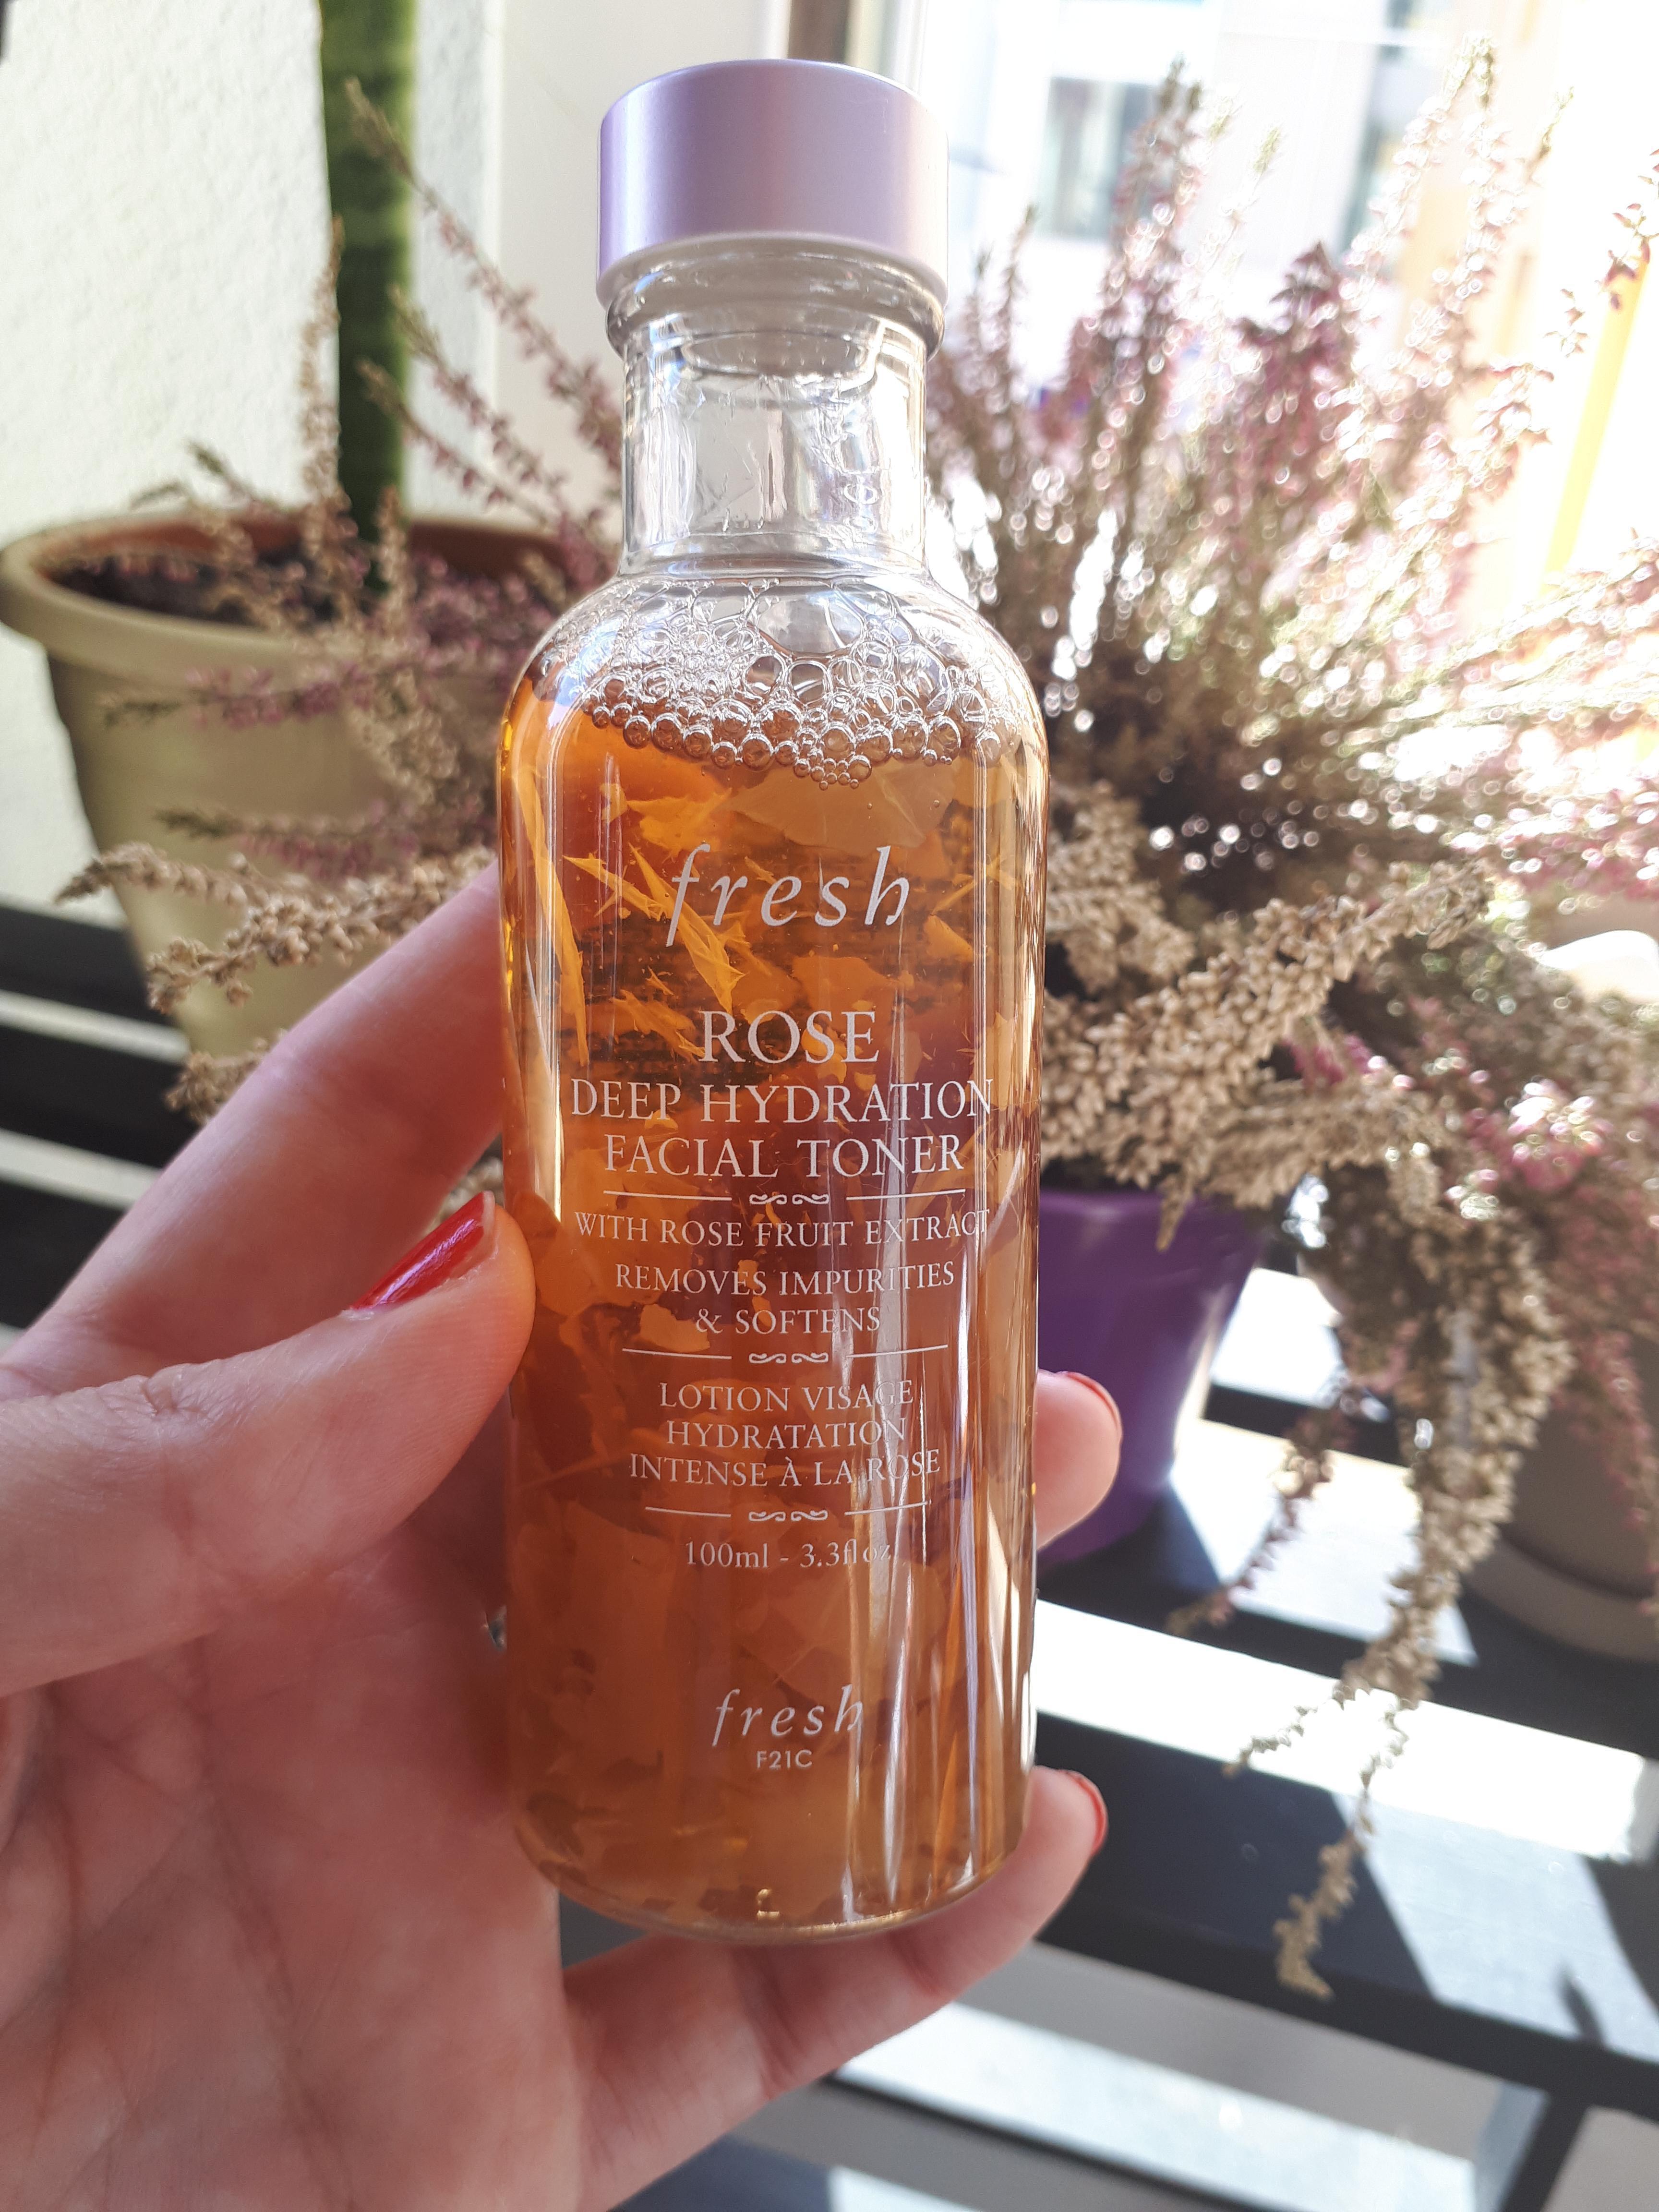 fresh
ROSE
DEEP HYDRATION
FACIAL TONER
WITH ROSE FRUIT EXTRACT
REMOVES IMPURITIES
& SOFTENS
LOTION VISAGE
HYDRATATION
INTENSE À LA ROSE
100ml - 3.3fl oz
fresh
F21C